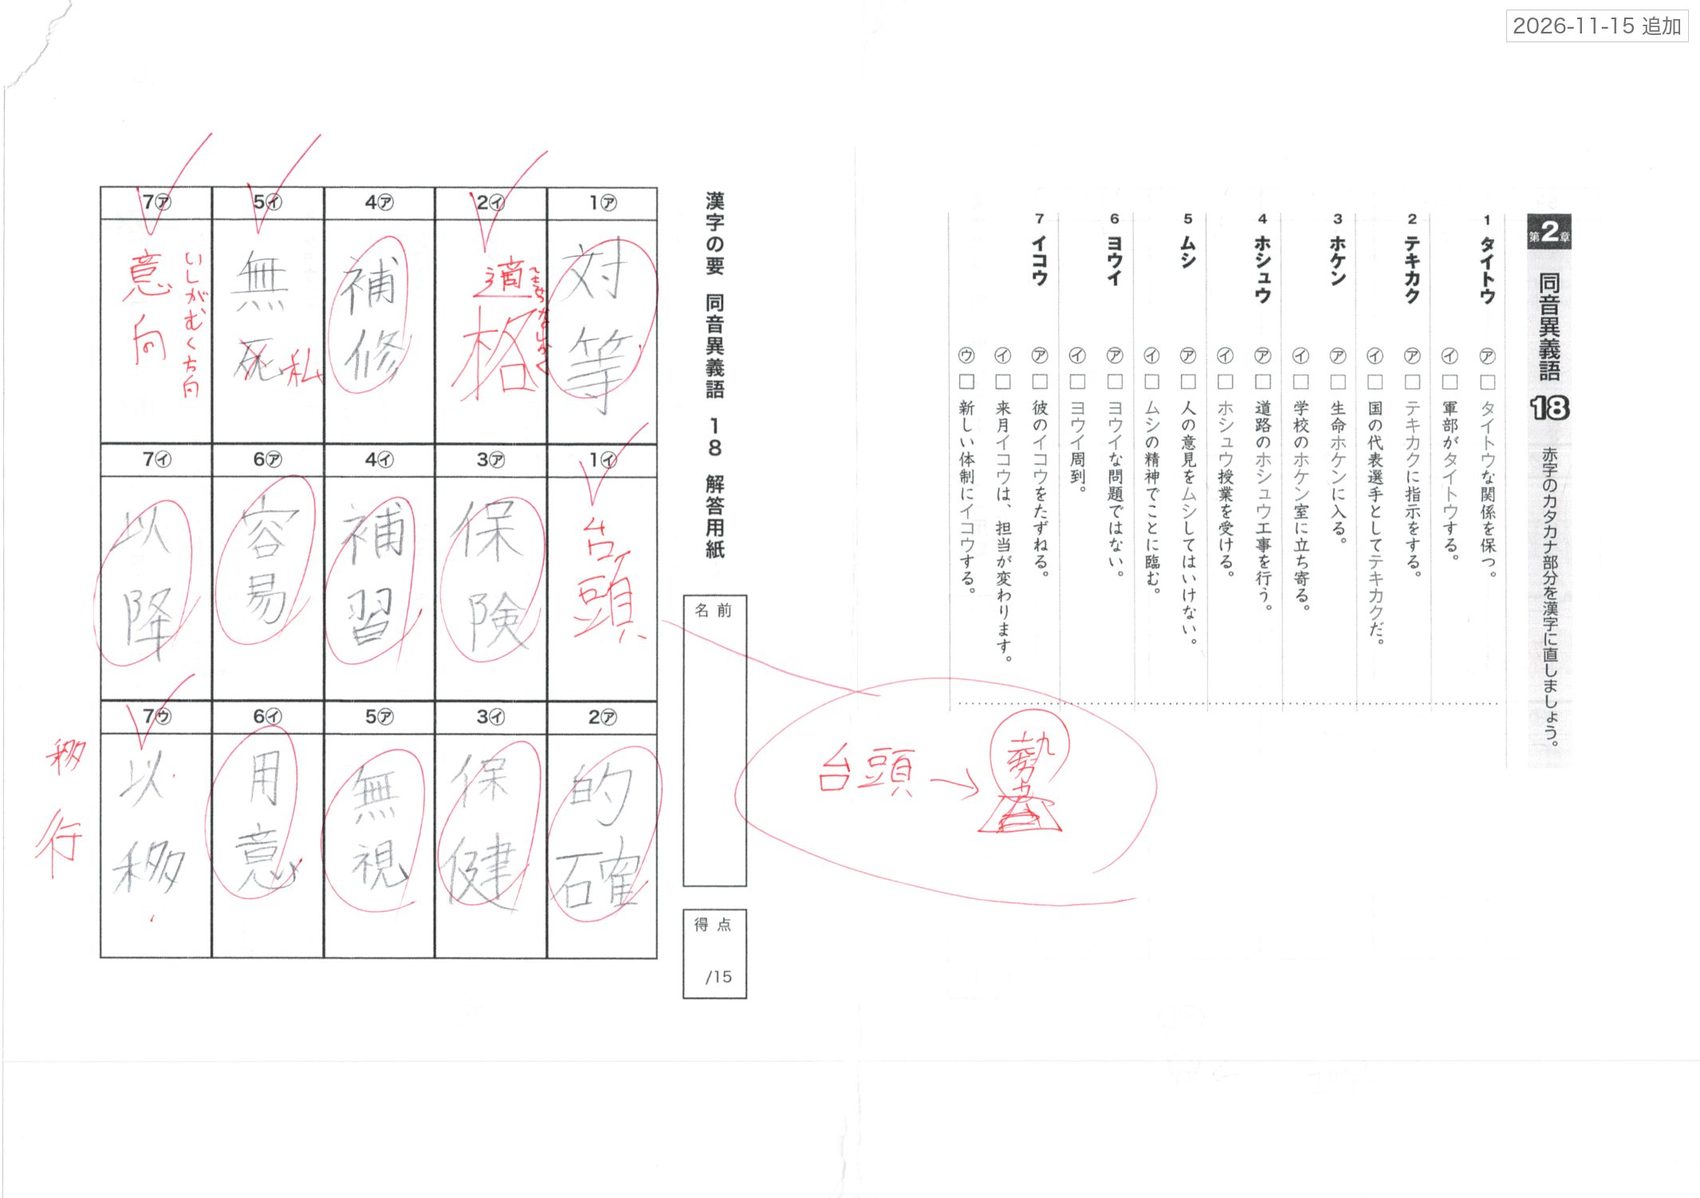 2026-11-15 追加
第2章 同音異義語 18 赤字のカタカナ部分を漢字に直しましょう。
1 タイトウ
㋐□ タイトウな関係を保つ。
㋑□ 軍部がタイトウする。
2 テキカク
㋐□ テキカクに指示をする。
㋑□ 国の代表選手としてテキカクだ。
3 ホケン
㋐□ 生命ホケンに入る。
㋑□ 学校のホケン室に立ち寄る。
4 ホシュウ
㋐□ 道路のホシュウ工事を行う。
㋑□ ホシュウ授業を受ける。
5 ムシ
㋐□ 人の意見をムシしてはいけない。
㋑□ ムシの精神でことに臨む。
6 ヨウイ
㋐□ ヨウイな問題ではない。
㋑□ ヨウイ周到。
7 イコウ
㋐□ 彼のイコウをたずねる。
㋑□ 来月イコウは、担当が変わります。
㋒□ 新しい体制にイコウする。
台頭→
勢
漢字の要 同音異義語 18 解答用紙
名前
得点
/15
1㋐
対等
1㋑
台頭
2㋐
的確
2㋑
適格
3㋐
保険
3㋑
保健
4㋐
補修
4㋑
補習
5㋐
無視
5㋑
無死
私
6㋐
容易
6㋑
用意
7㋐
意向
いしがむく方向
7㋑
以降
7㋒
以移
移行